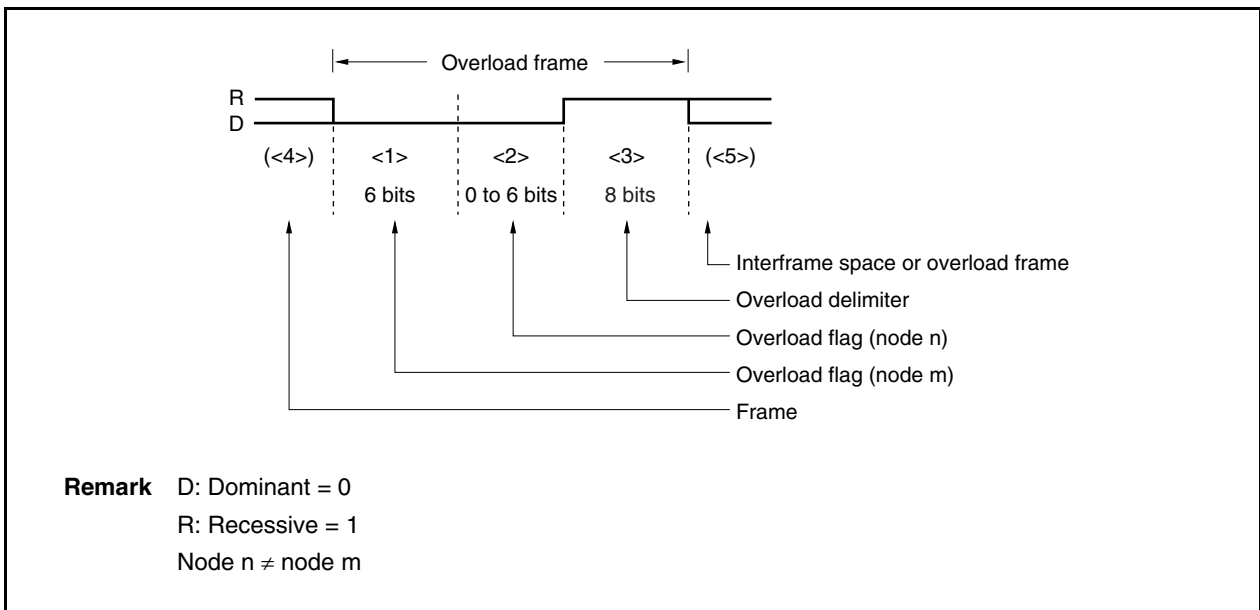 Overload frame
R
D
(<4>) <1> <2> <3> (<5>)
6 bits 0 to 6 bits 8 bits
Interframe space or overload frame
Overload delimiter
Overload flag (node n)
Overload flag (node m)
Frame
Remark D: Dominant = 0
R: Recessive = 1
Node n ≠ node m